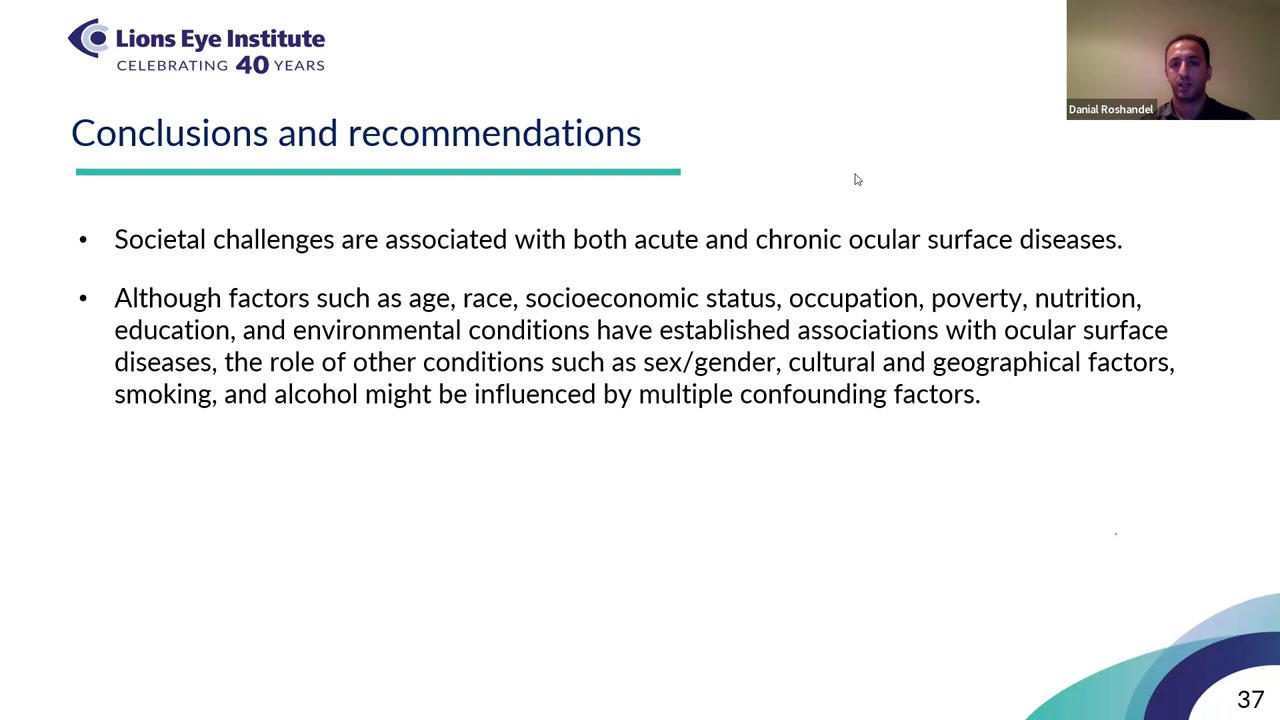 Lions Eye Institute
CELEBRATING 40 YEARS
Danial Roshandel
Conclusions and recommendations
• Societal challenges are associated with both acute and chronic ocular surface diseases.
• Although factors such as age, race, socioeconomic status, occupation, poverty, nutrition,
education, and environmental conditions have established associations with ocular surface
diseases, the role of other conditions such as sex/gender, cultural and geographical factors,
smoking, and alcohol might be influenced by multiple confounding factors.
37